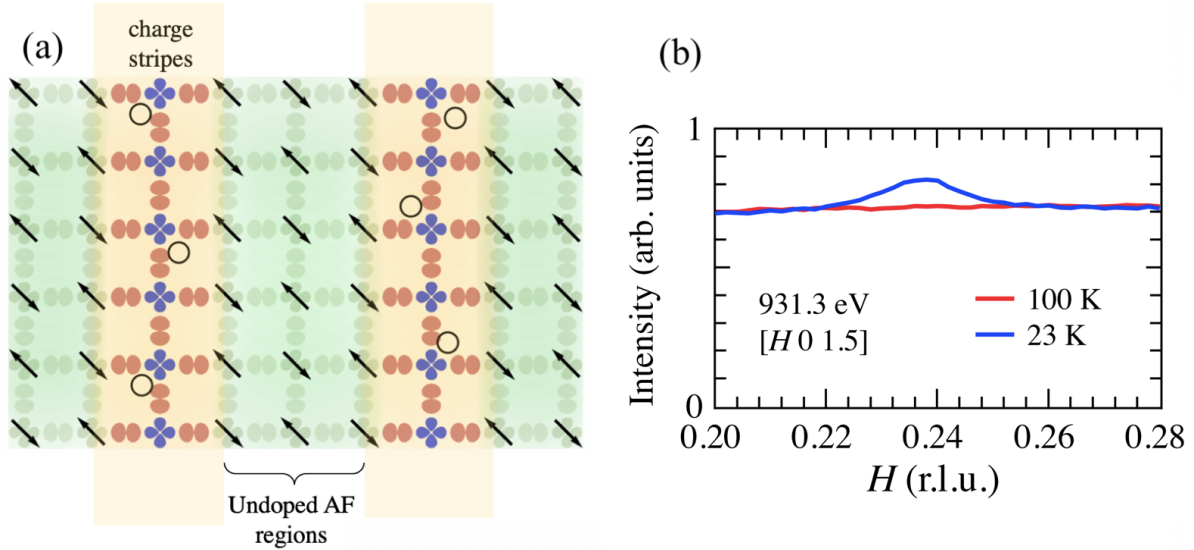 (a)
charge
stripes
Undoped AF
regions
(b)
Intensity (arb. units)
1
0
931.3 eV
[H 0 1.5]
100 K
23 K
0.20 0.22 0.24 0.26 0.28
H (r.l.u.)